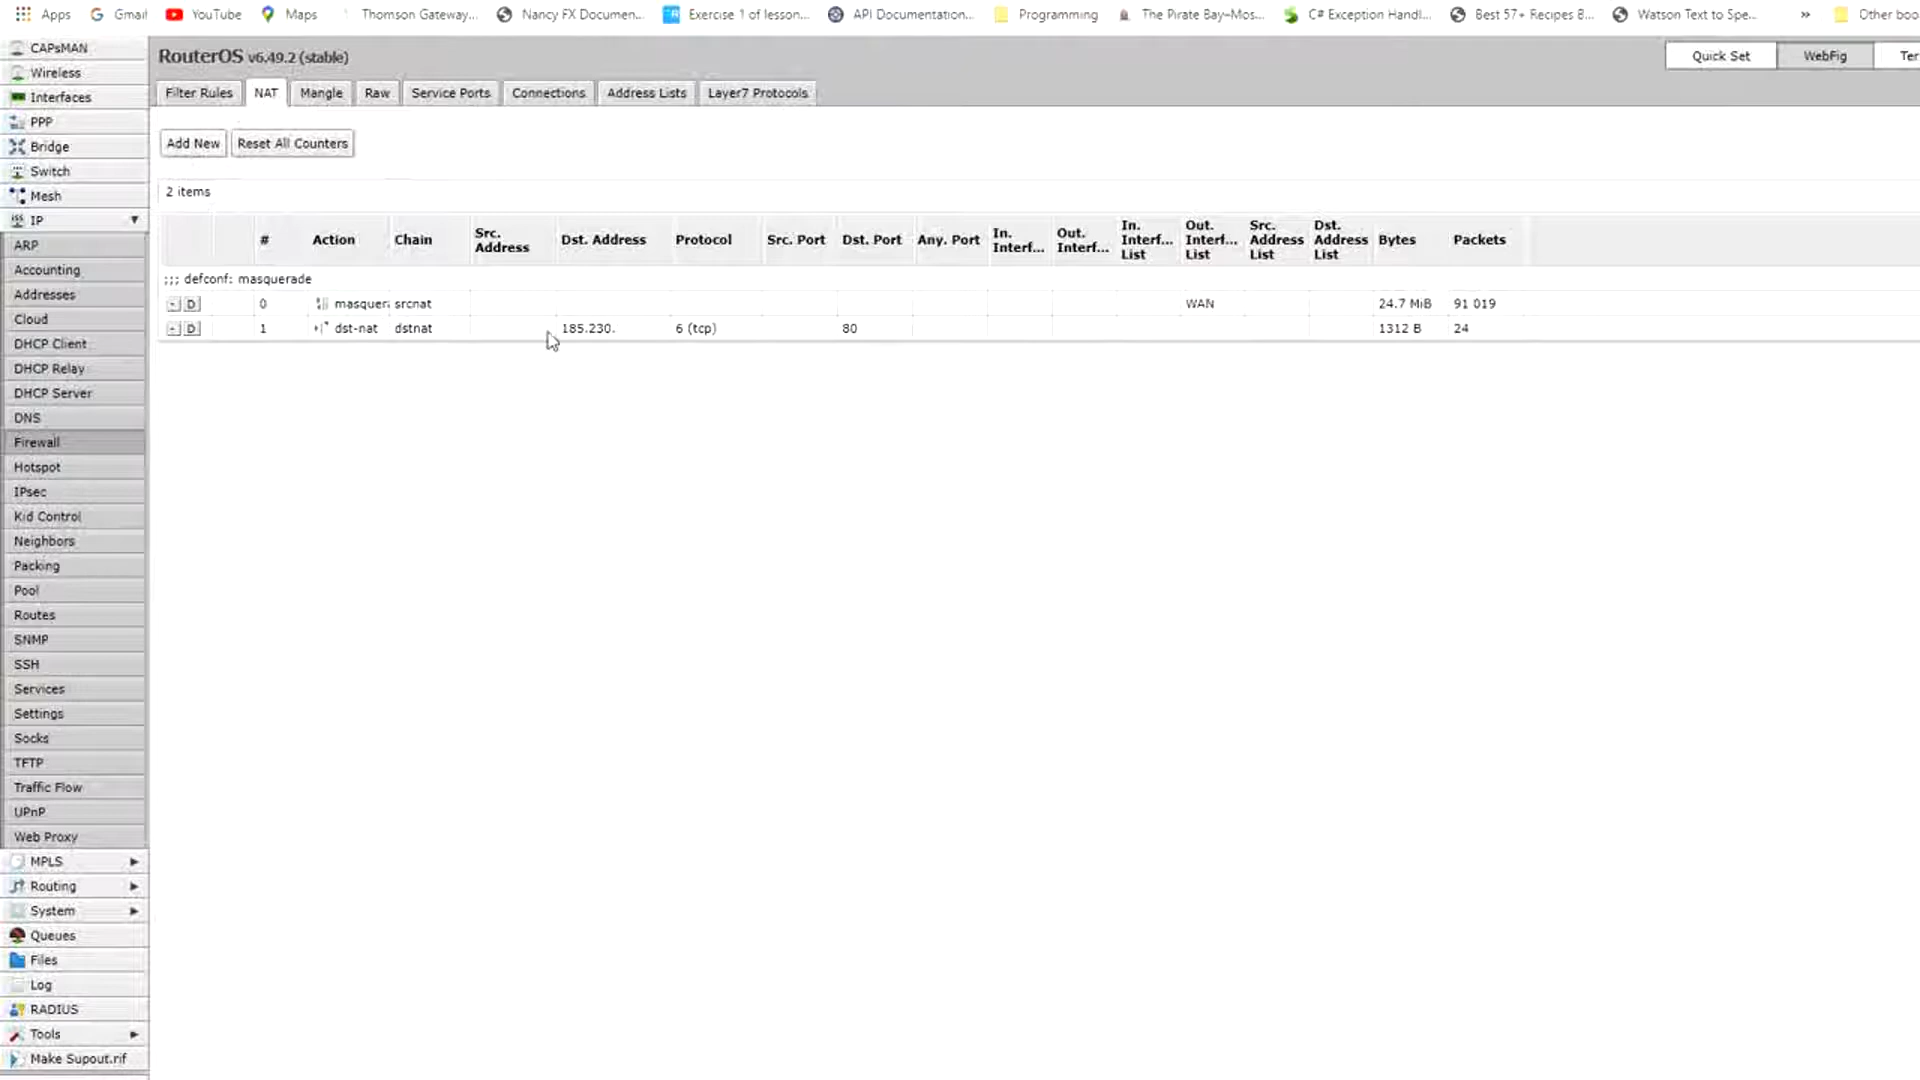 Apps Gmail YouTube Maps Thomson Gateway... Nancy FX Documen... Exercise 1 of lesson... API Documentation... Programming The Pirate Bay–Mos... C# Exception Handl... Best 57+ Recipes 8... Watson Text to Spe... » Other boo
CAPsMAN
Wireless
Interfaces
PPP
Bridge
Switch
Mesh
IP ▼
ARP
Accounting
Addresses
Cloud
DHCP Client
DHCP Relay
DHCP Server
DNS
Firewall
Hotspot
IPsec
Kid Control
Neighbors
Packing
Pool
Routes
SNMP
SSH
Services
Settings
Socks
TFTP
Traffic Flow
UPnP
Web Proxy
MPLS ▶
Routing ▶
System ▶
Queues
Files
Log
RADIUS
Tools ▶
Make Supout.rif
RouterOS v6.49.2 (stable)
Quick Set WebFig Ter
Filter Rules NAT Mangle Raw Service Ports Connections Address Lists Layer7 Protocols
Add New Reset All Counters
2 items
# Action Chain Src. Address Dst. Address Protocol Src. Port Dst. Port Any. Port In. Interf... Out. Interf... In. Interf... List Out. Interf... List Src. Address List Dst. Address List Bytes Packets
;;; defconf: masquerade
- D 0 masquer srcnat WAN 24.7 MiB 91 019
- D 1 dst-nat dstnat 185.230. 6 (tcp) 80 1312 B 24